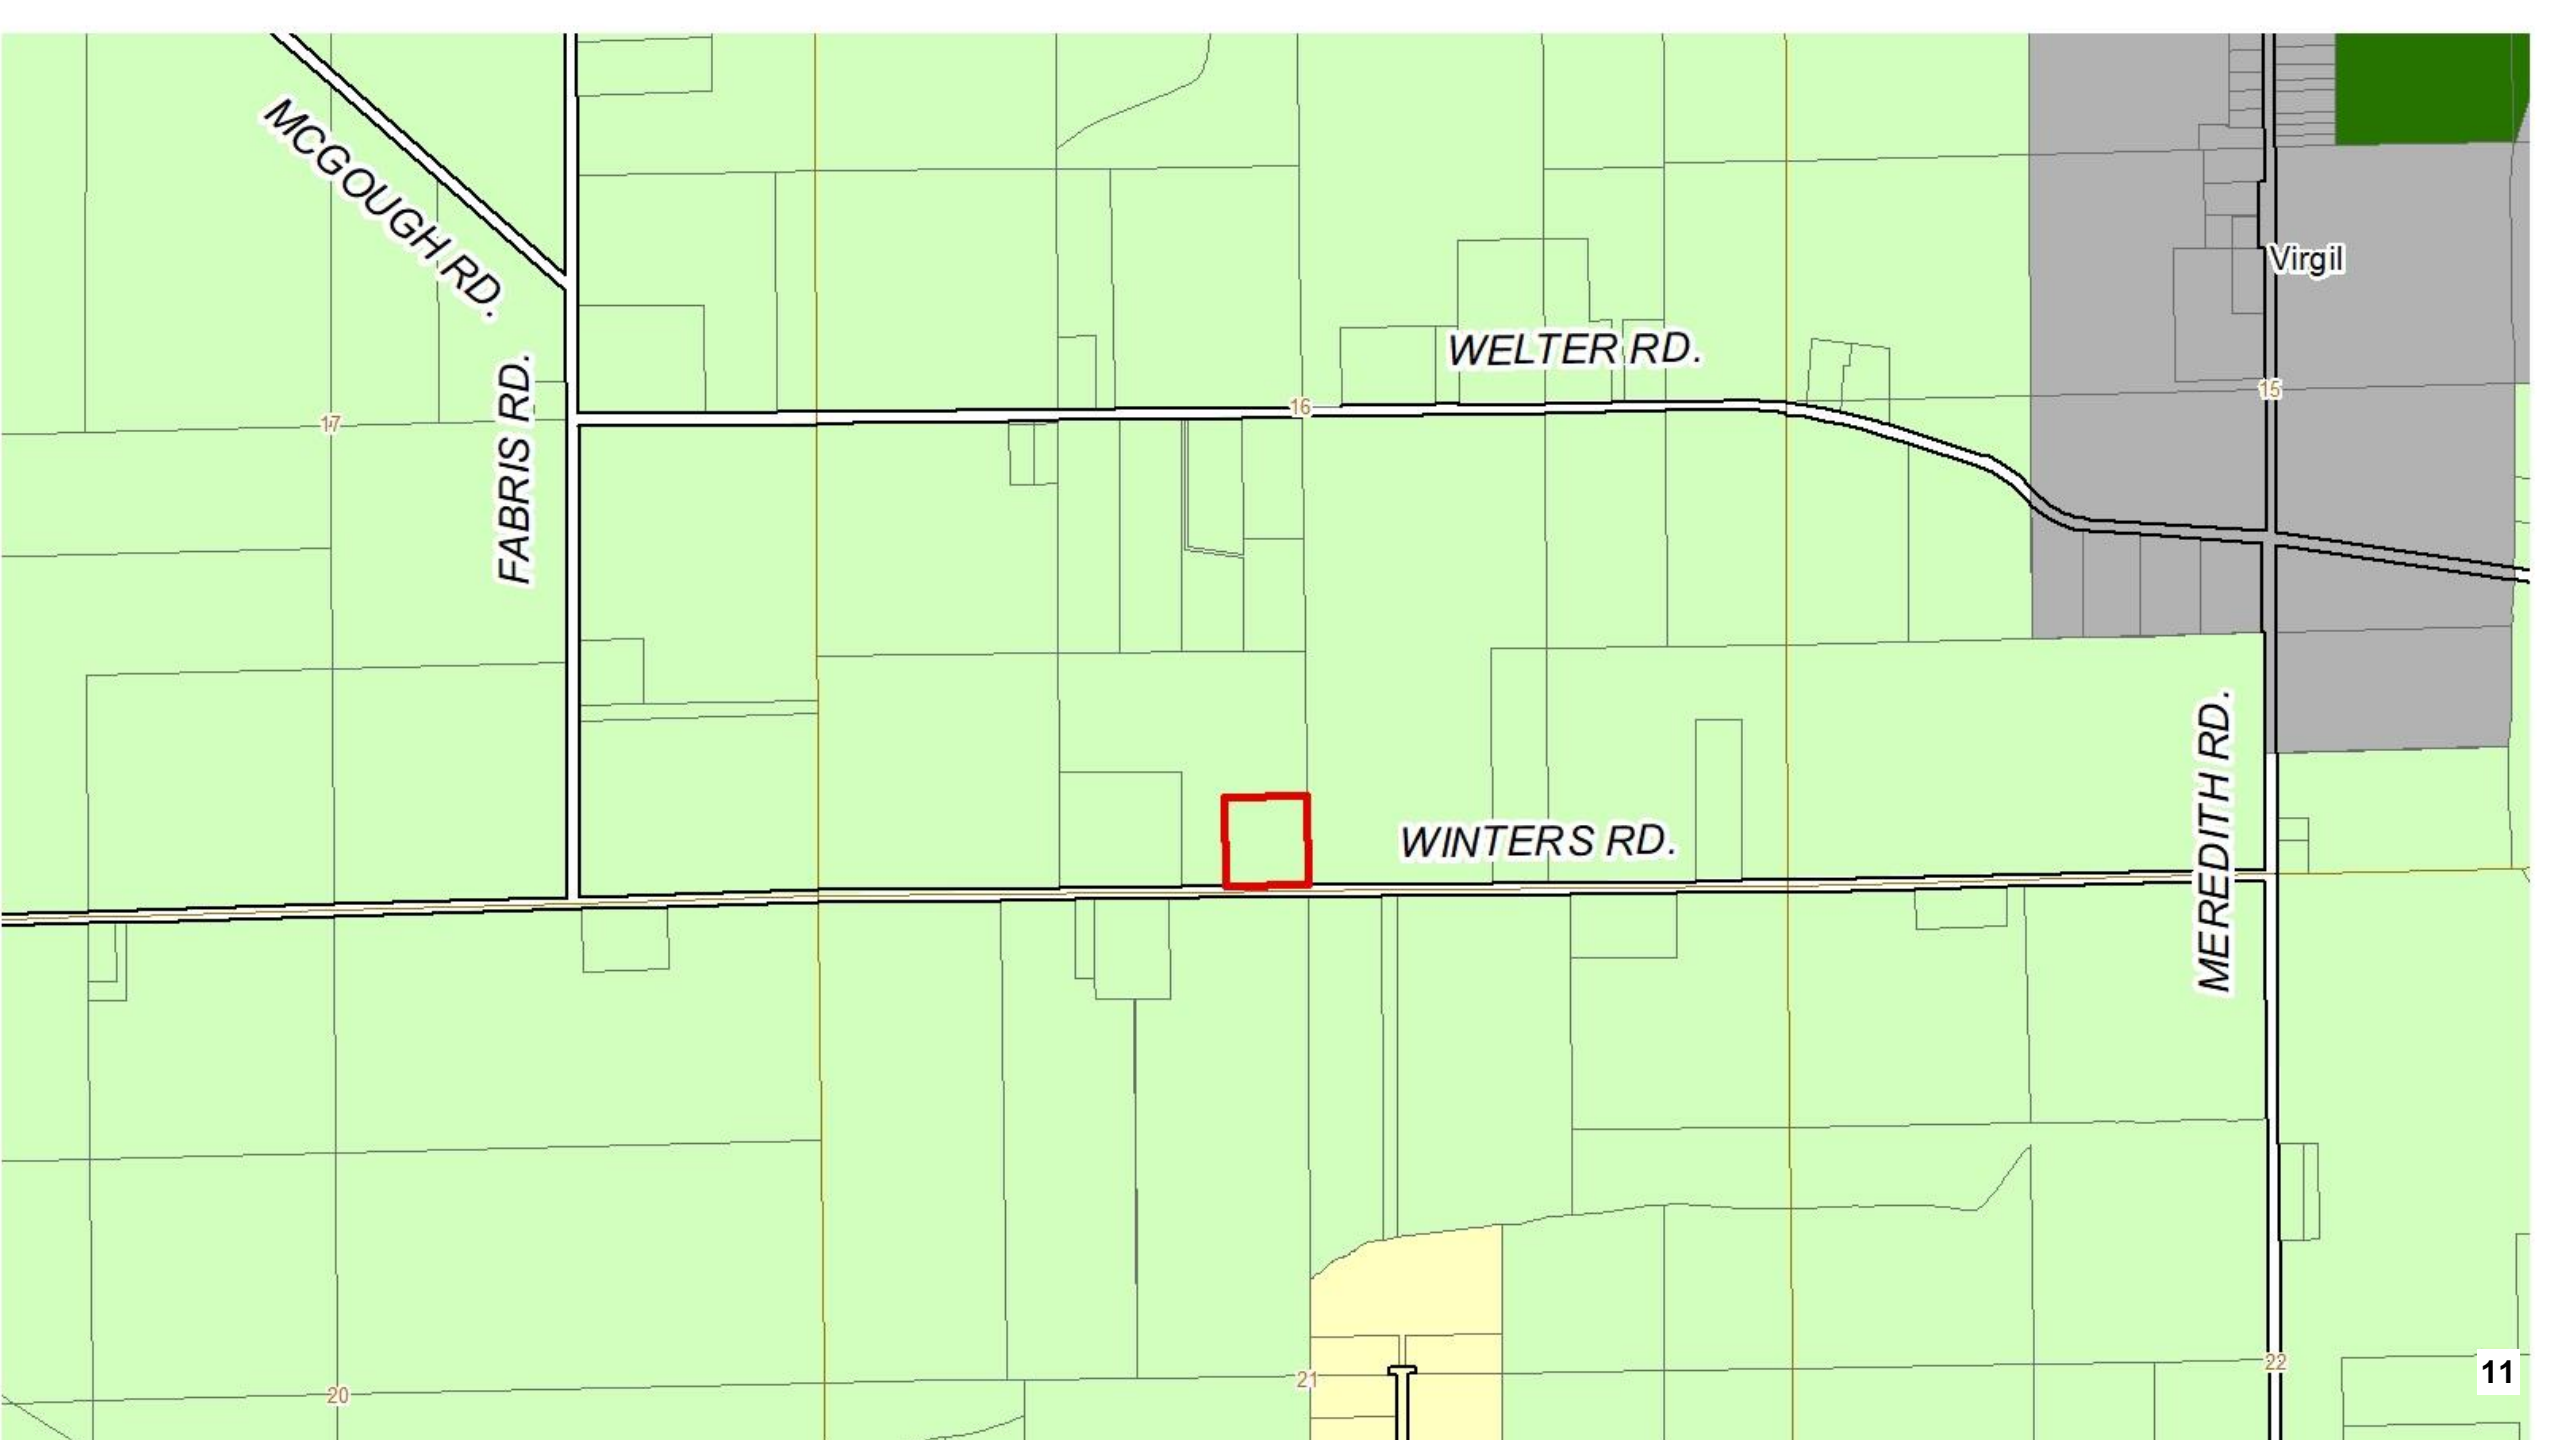 MCGOUGH RD.
Virgil
WELTER RD.
15
16
17
FABRIS RD.
WINTERS RD.
MEREDITH RD.
22
11
21
20